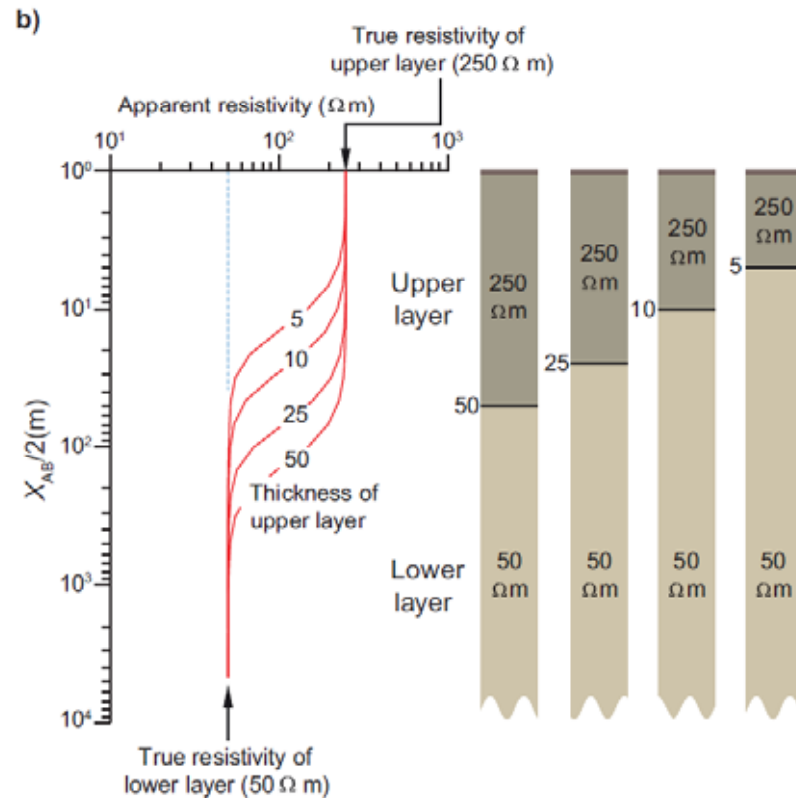 b)
True resistivity of
upper layer (250 Ω m)
Apparent resistivity (Ωm)
10¹ 10² 10³
10⁰
10¹
10²
10³
10⁴
X_AB/2(m)
5
10
25
50
Thickness of
upper layer
True resistivity of
lower layer (50 Ω m)
Upper
layer
Lower
layer
250
Ωm
50
50
Ωm
250
Ωm
25
50
Ωm
250
Ωm
10
50
Ωm
250
Ωm
5
50
Ωm